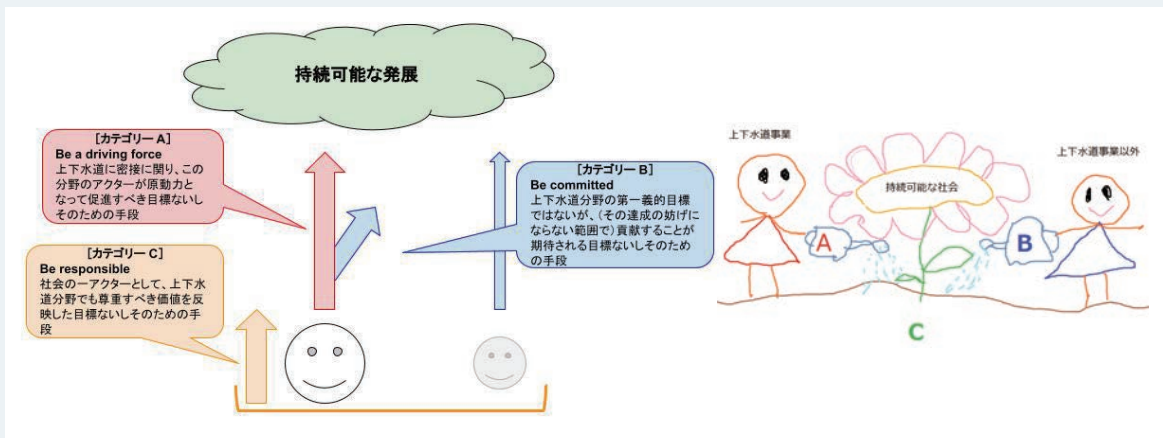 持続可能な発展
[カテゴリー A]
Be a driving force
上下水道に密接に関り、この
分野のアクターが原動力と
なって促進すべき目標ないし
そのための手段
[カテゴリー B]
Be committed
上下水道分野の第一義的目標
ではないが、(その達成の妨げに
ならない範囲で)貢献することが
期待される目標ないしそのため
の手段
[カテゴリー C]
Be responsible
社会の一アクターとして、上下水
道分野でも尊重すべき価値を反
映した目標ないしそのための手
段
上下水道事業
上下水道事業以外
持続可能な社会
A
B
C